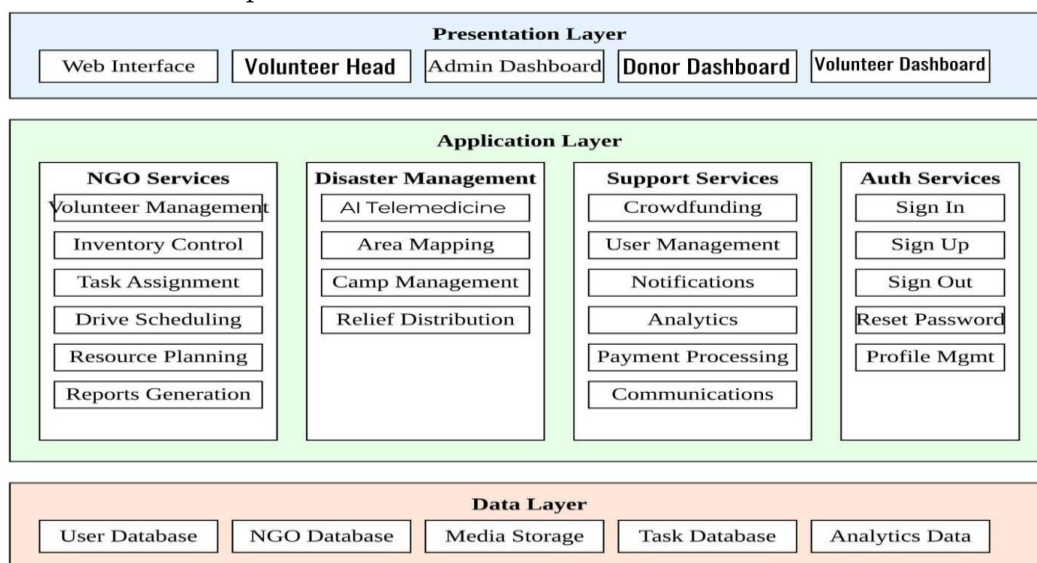 Presentation Layer
Web Interface
Volunteer Head
Admin Dashboard
Donor Dashboard
Volunteer Dashboard
Application Layer
NGO Services
Volunteer Management
Inventory Control
Task Assignment
Drive Scheduling
Resource Planning
Reports Generation
Disaster Management
AI Telemedicine
Area Mapping
Camp Management
Relief Distribution
Support Services
Crowdfunding
User Management
Notifications
Analytics
Payment Processing
Communications
Auth Services
Sign In
Sign Up
Sign Out
Reset Password
Profile Mgmt
Data Layer
User Database
NGO Database
Media Storage
Task Database
Analytics Data